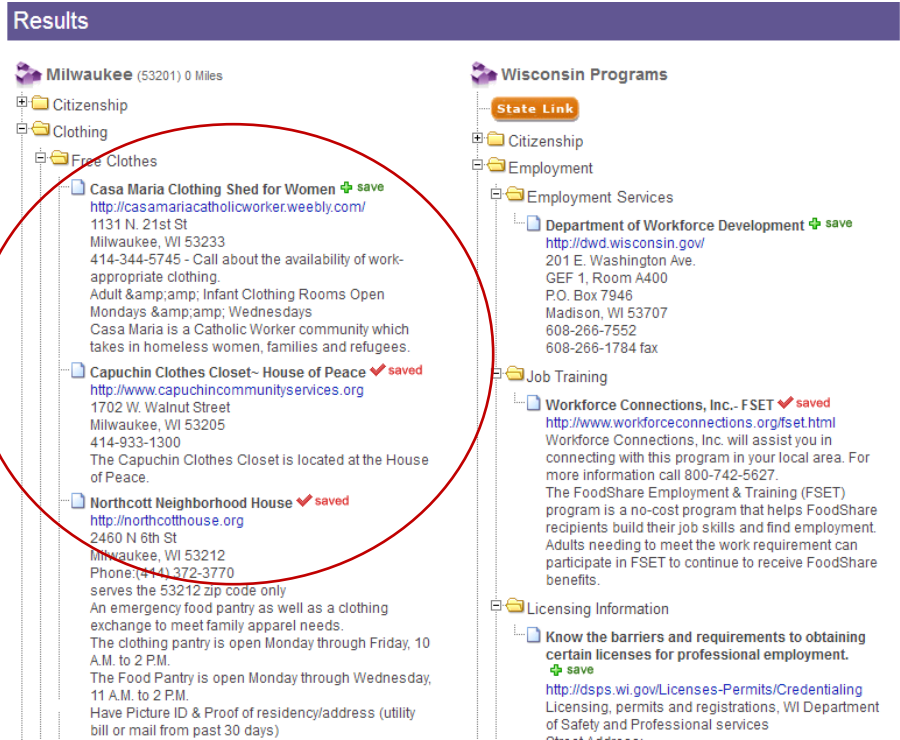 Results
Milwaukee (53201) 0 Miles
Citizenship
Clothing
Free Clothes
Casa Maria Clothing Shed for Women save
http://casamariacatholicworker.weebly.com/
1131 N. 21st St
Milwaukee, WI 53233
414-344-5745 - Call about the availability of work-
appropriate clothing.
Adult &amp;amp; Infant Clothing Rooms Open
Mondays &amp;amp; Wednesdays
Casa Maria is a Catholic Worker community which
takes in homeless women, families and refugees.
Capuchin Clothes Closet~ House of Peace saved
http://www.capuchincommunityservices.org
1702 W. Walnut Street
Milwaukee, WI 53205
414-933-1300
The Capuchin Clothes Closet is located at the House
of Peace.
Northcott Neighborhood House saved
http://northcotthouse.org
2460 N 6th St
Milwaukee, WI 53212
Phone:(414) 372-3770
serves the 53212 zip code only
An emergency food pantry as well as a clothing
exchange to meet family apparel needs.
The clothing pantry is open Monday through Friday, 10
A.M. to 2 P.M.
The Food Pantry is open Monday through Wednesday,
11 A.M. to 2 P.M.
Have Picture ID & Proof of residency/address (utility
bill or mail from past 30 days)
Wisconsin Programs
State Link
Citizenship
Employment
Employment Services
Department of Workforce Development save
http://dwd.wisconsin.gov/
201 E. Washington Ave.
GEF 1, Room A400
P.O. Box 7946
Madison, WI 53707
608-266-7552
608-266-1784 fax
Job Training
Workforce Connections, Inc.- FSET saved
http://www.workforceconnections.org/fset.html
Workforce Connections, Inc. will assist you in
connecting with this program in your local area. For
more information call 800-742-5627.
The FoodShare Employment & Training (FSET)
program is a no-cost program that helps FoodShare
recipients build their job skills and find employment.
Adults needing to meet the work requirement can
participate in FSET to continue to receive FoodShare
benefits.
Licensing Information
Know the barriers and requirements to obtaining
certain licenses for professional employment.
save
http://dsps.wi.gov/Licenses-Permits/Credentialing
Licensing, permits and registrations, WI Department
of Safety and Professional services
Street Address: